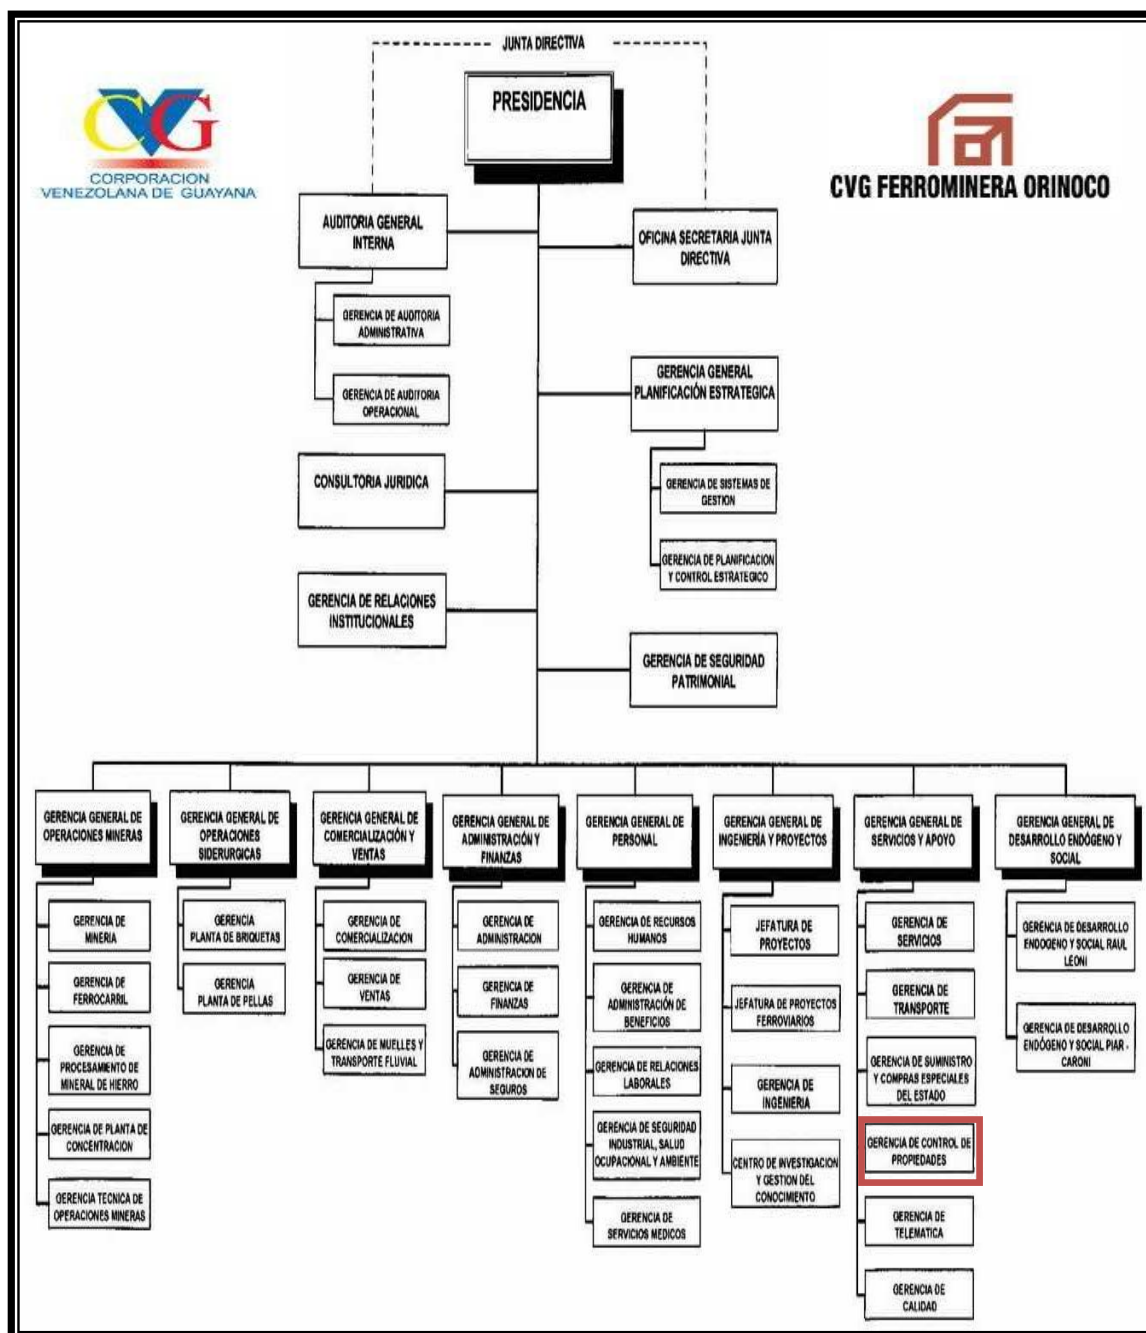 JUNTA DIRECTIVA
PRESIDENCIA
CVG
CORPORACION
VENEZOLANA DE GUAYANA
CVG FERROMINERA ORINOCO
AUDITORIA GENERAL
INTERNA
OFICINA SECRETARIA JUNTA
DIRECTIVA
GERENCIA DE AUDITORIA
ADMINISTRATIVA
GERENCIA DE AUDITORIA
OPERACIONAL
GERENCIA GENERAL
PLANIFICACIÓN ESTRATEGICA
GERENCIA DE SISTEMAS DE
GESTION
GERENCIA DE PLANIFICACION
Y CONTROL ESTRATEGICO
CONSULTORIA JURIDICA
GERENCIA DE RELACIONES
INSTITUCIONALES
GERENCIA DE SEGURIDAD
PATRIMONIAL
GERENCIA GENERAL DE
OPERACIONES MINERAS
GERENCIA DE
MINERIA
GERENCIA DE
FERROCARRIL
GERENCIA DE
PROCESAMIENTO DE
MINERAL DE HIERRO
GERENCIA DE PLANTA DE
CONCENTRACION
GERENCIA TECNICA DE
OPERACIONES MINERAS
GERENCIA GENERAL DE
OPERACIONES
SIDERURGICAS
GERENCIA
PLANTA DE BRIQUETAS
GERENCIA
PLANTA DE PELLAS
GERENCIA GENERAL DE
COMERCIALIZACIÓN Y
VENTAS
GERENCIA DE
COMERCIALIZACION
GERENCIA DE
VENTAS
GERENCIA DE MUELLES Y
TRANSPORTE FLUVIAL
GERENCIA GENERAL DE
ADMINISTRACIÓN Y
FINANZAS
GERENCIA DE
ADMINISTRACION
GERENCIA DE
FINANZAS
GERENCIA DE
ADMINISTRACION DE
SEGUROS
GERENCIA GENERAL DE
PERSONAL
GERENCIA DE RECURSOS
HUMANOS
GERENCIA DE
ADMINISTRACIÓN DE
BENEFICIOS
GERENCIA DE RELACIONES
LABORALES
GERENCIA DE SEGURIDAD
INDUSTRIAL, SALUD
OCUPACIONAL Y AMBIENTE
GERENCIA DE
SERVICIOS MEDICOS
GERENCIA GENERAL DE
INGENIERÍA Y PROYECTOS
JEFATURA DE
PROYECTOS
JEFATURA DE PROYECTOS
FERROVIARIOS
GERENCIA DE
INGENIERIA
CENTRO DE INVESTIGACION
Y GESTION DEL
CONOCIMIENTO
GERENCIA GENERAL DE
SERVICIOS Y APOYO
GERENCIA DE
SERVICIOS
GERENCIA DE
TRANSPORTE
GERENCIA DE SUMINISTRO
Y COMPRAS ESPECIALES
DEL ESTADO
GERENCIA DE CONTROL DE
PROPIEDADES
GERENCIA DE
TELEMATICA
GERENCIA DE
CALIDAD
GERENCIA GENERAL DE
DESARROLLO ENDÓGENO Y
SOCIAL
GERENCIA DE DESARROLLO
ENDOGENO Y SOCIAL RAUL
LEONI
GERENCIA DE DESARROLLO
ENDÓGENO Y SOCIAL PIAR -
CARONI